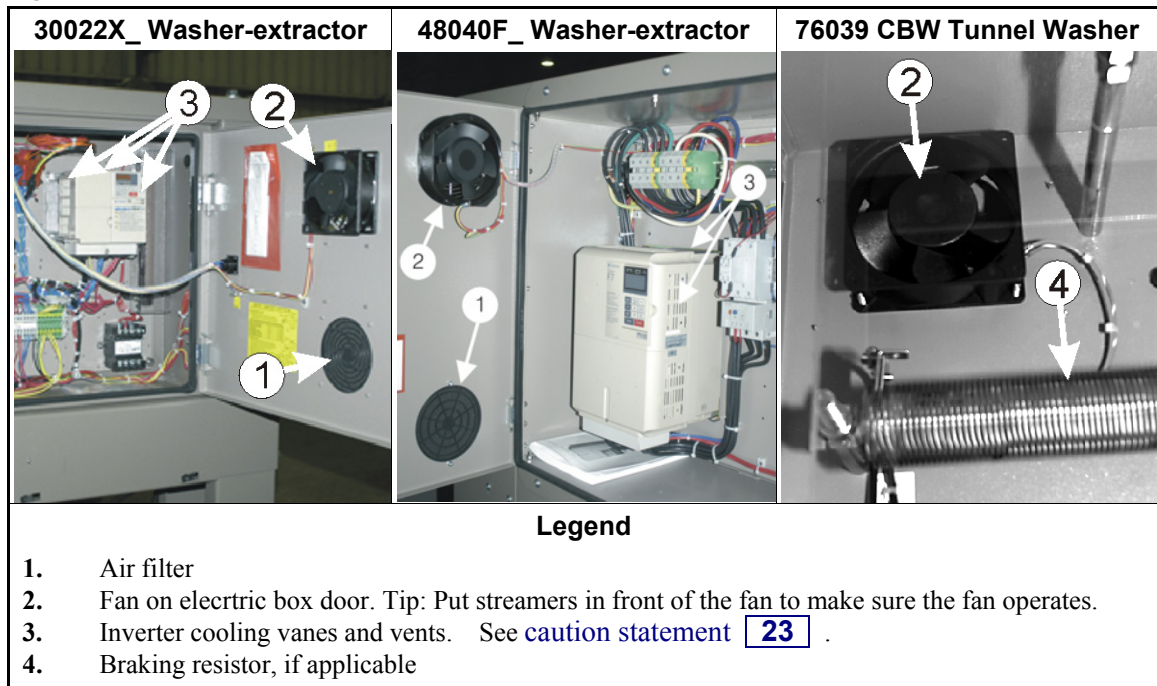 30022X_ Washer-extractor
48040F_ Washer-extractor
76039 CBW Tunnel Washer
3
2
1
3
2
1
2
4
Legend
1. Air filter
2. Fan on elecrtric box door. Tip: Put streamers in front of the fan to make sure the fan operates.
3. Inverter cooling vanes and vents. See caution statement 23 .
4. Braking resistor, if applicable